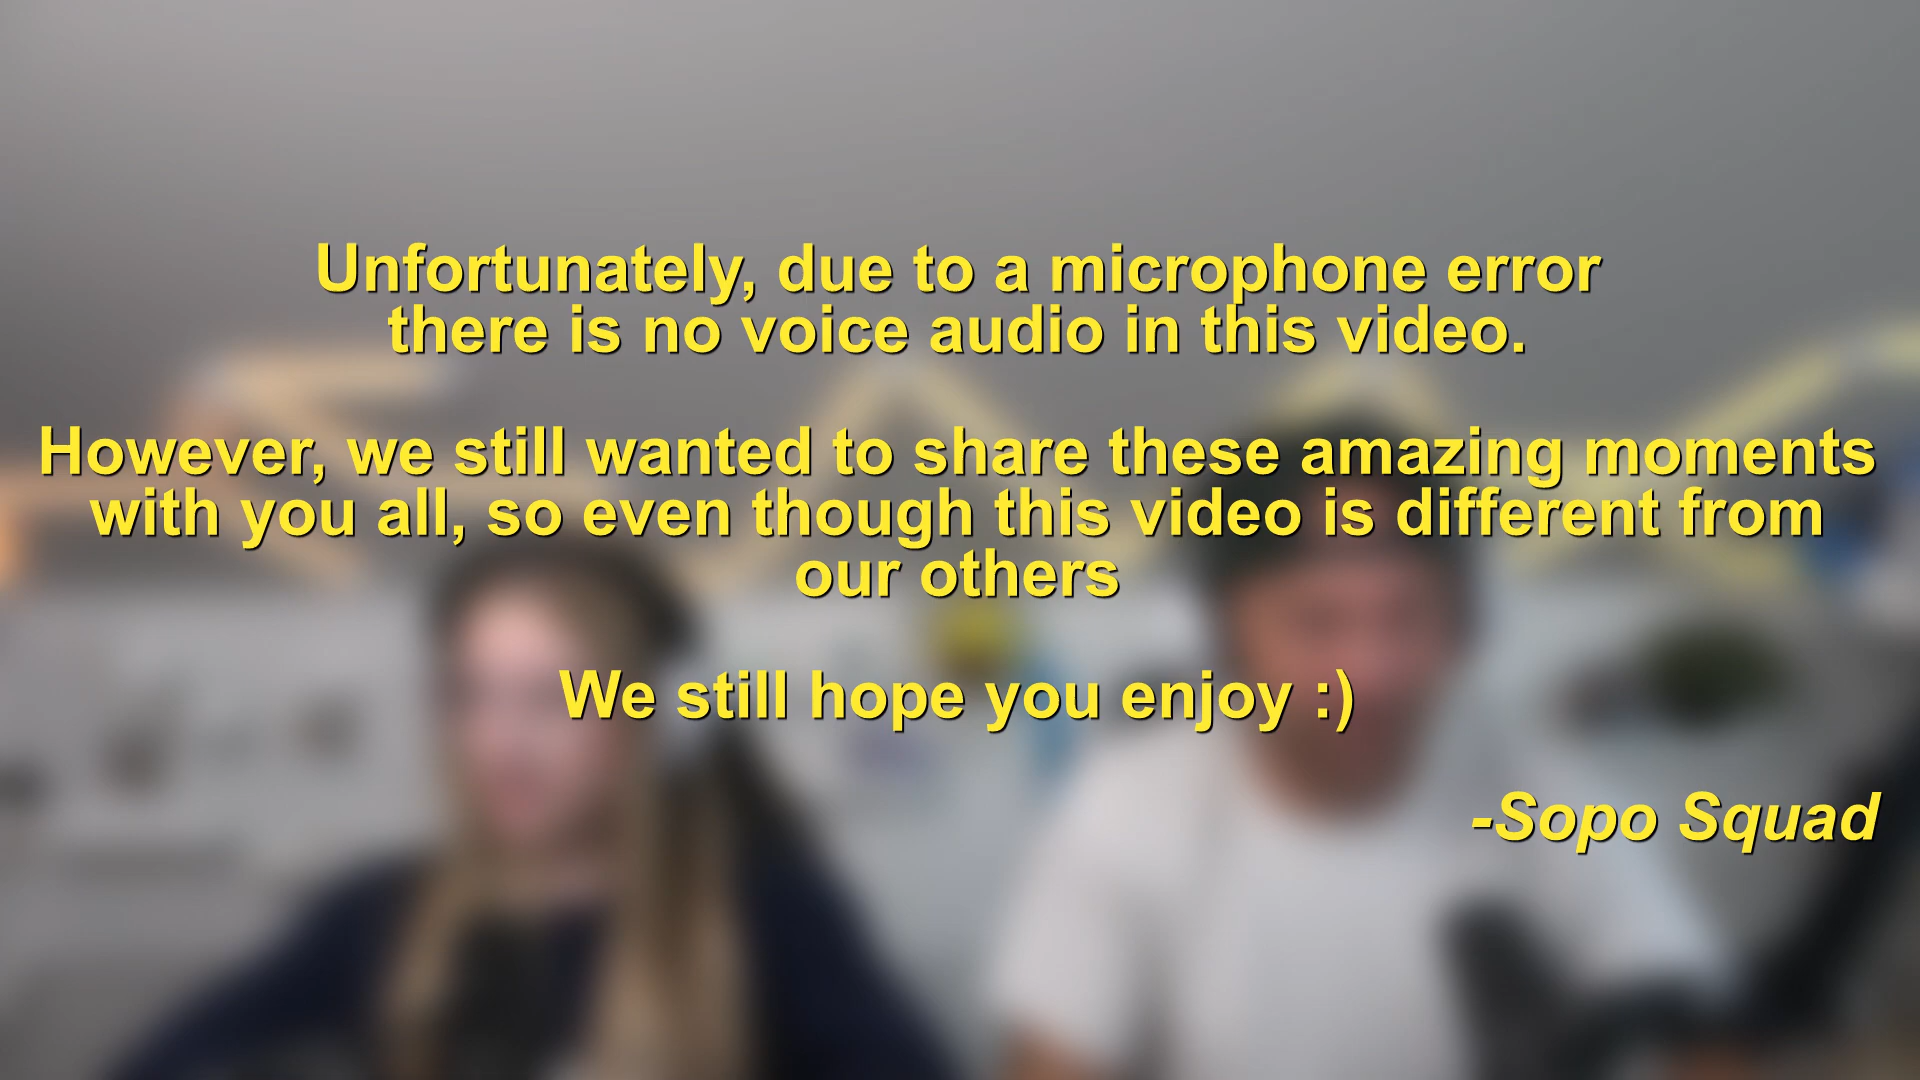 Unfortunately, due to a microphone error
there is no voice audio in this video.
However, we still wanted to share these amazing moments
with you all, so even though this video is different from
our others
We still hope you enjoy :)
-Sopo Squad